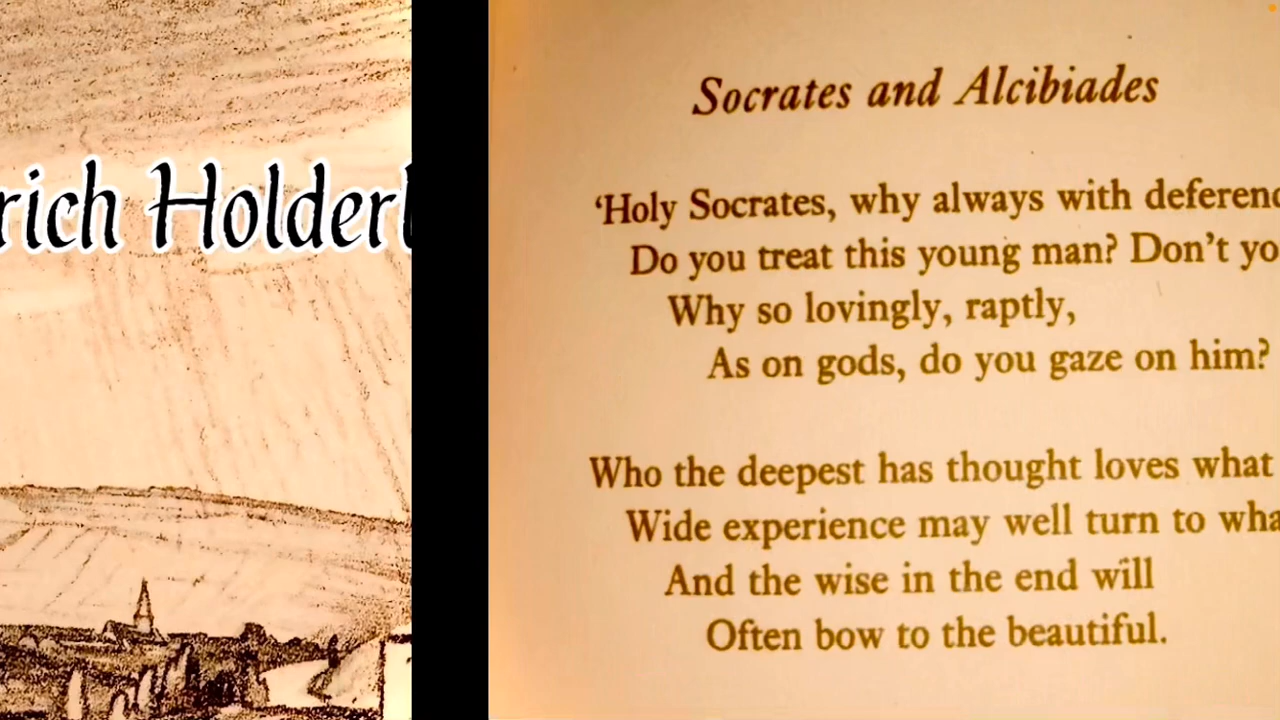 rich Holderl
Socrates and Alcibiades
‘Holy Socrates, why always with deferenc
Do you treat this young man? Don’t yo
Why so lovingly, raptly,
As on gods, do you gaze on him?
Who the deepest has thought loves what
Wide experience may well turn to wha
And the wise in the end will
Often bow to the beautiful.